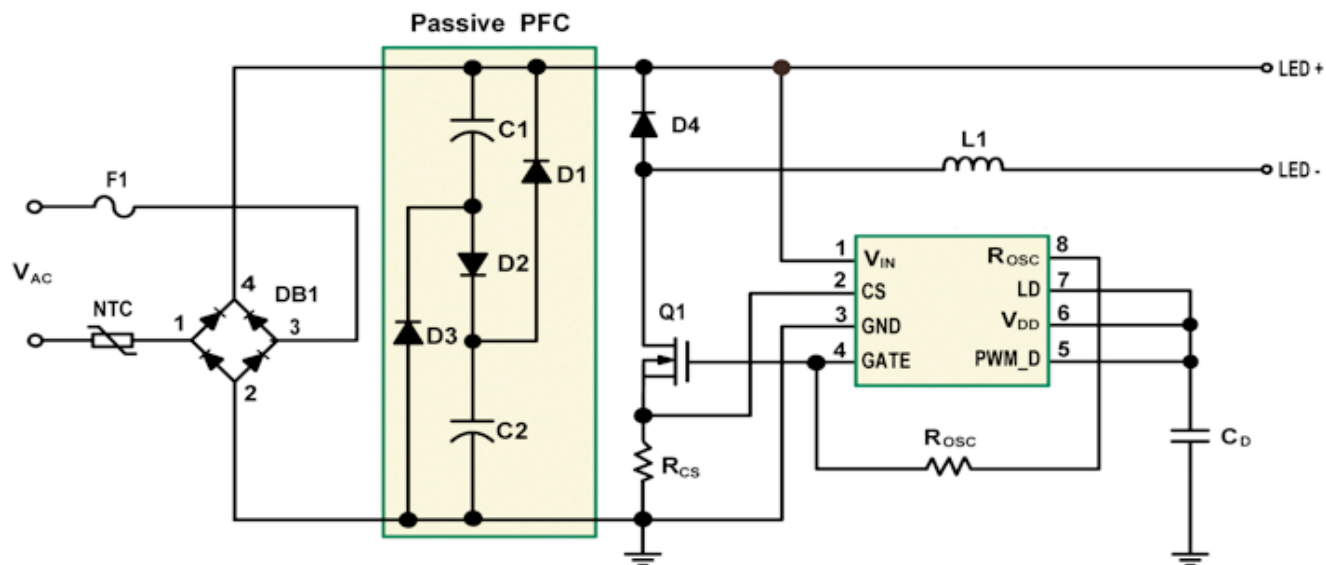 Passive PFC
LED +
C1
D4
D1
L1
LED -
F1
VAC
NTC
DB1
4
1
3
2
D2
D3
C2
Q1
RCS
1
VIN
2
CS
3
GND
4
GATE
ROSC
8
LD
7
VDD
6
PWM_D
5
ROSC
CD